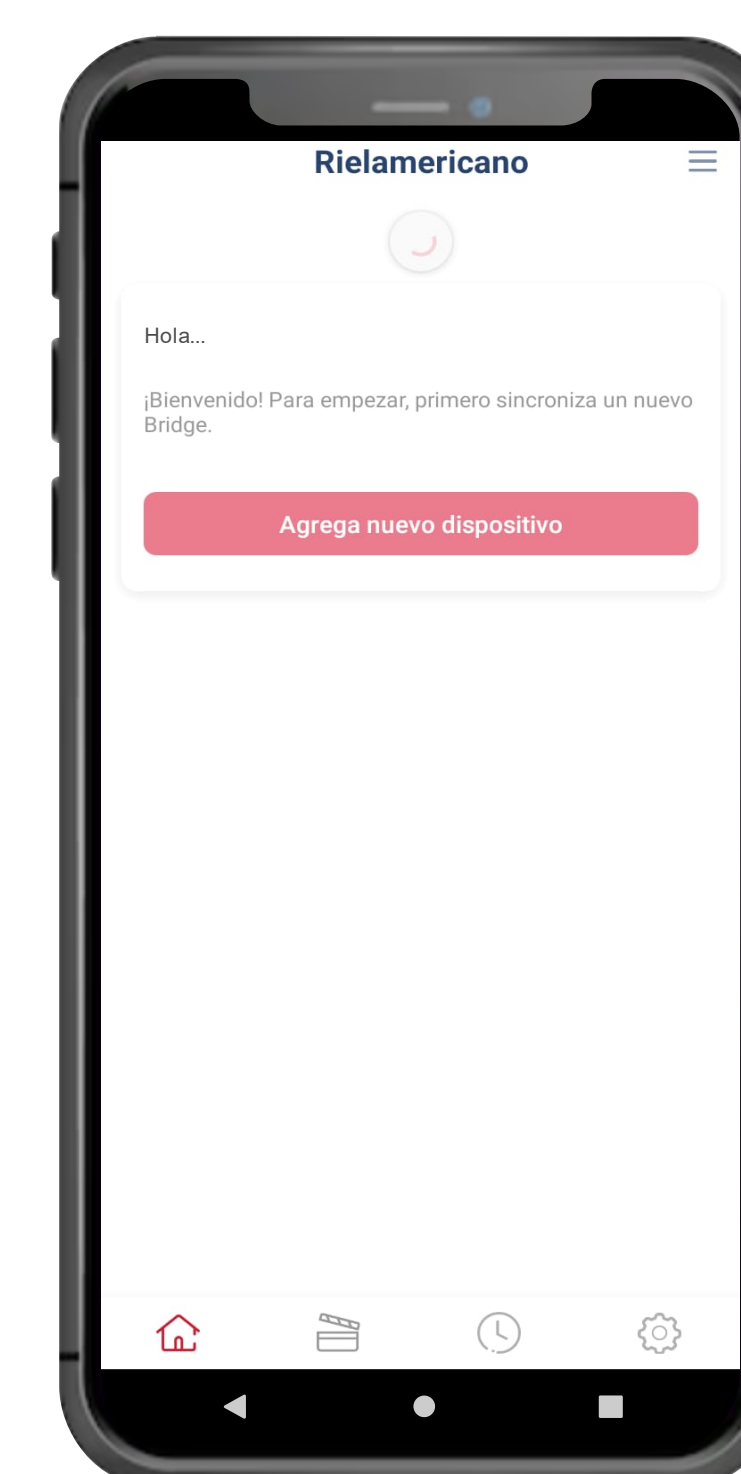 Rielamericano
Hola...
¡Bienvenido! Para empezar, primero sincroniza un nuevo
Bridge.
Agrega nuevo dispositivo